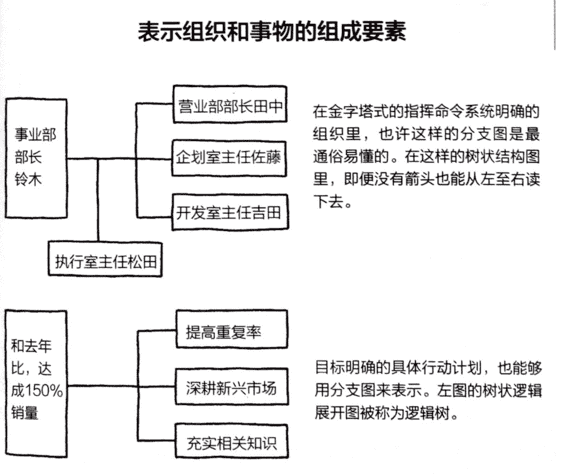 表示组织和事物的组成要素
事业部
部长
铃木
营业部部长田中
企划室主任佐藤
开发室主任吉田
执行室主任松田
在金字塔式的指挥命令系统明确的
组织里，也许这样的分支图是最
通俗易懂的。在这样的树状结构图
里，即便没有箭头也能从左至右读
下去。
和去年
比，达
成150%
销量
提高重复率
深耕新兴市场
充实相关知识
目标明确的具体行动计划，也能够
用分支图来表示。左图的树状逻辑
展开图被称为逻辑树。